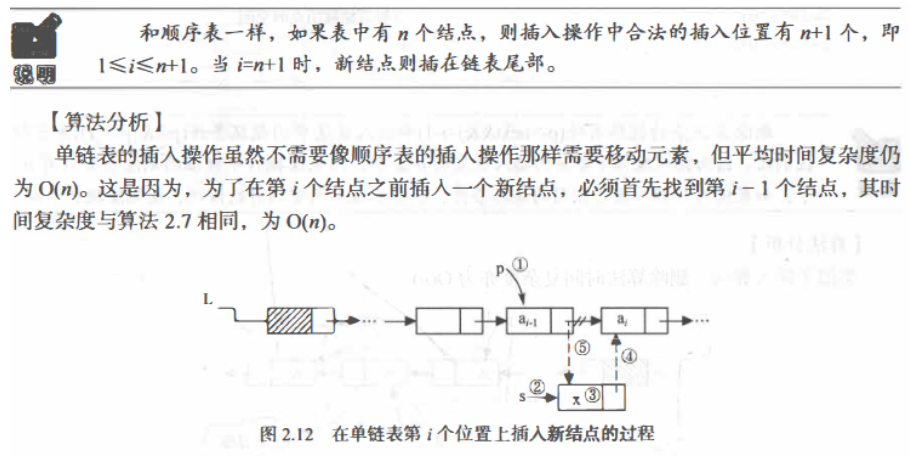 和顺序表一样，如果表中有 n 个结点，则插入操作中合法的插入位置有 n+1 个，即
1≤i≤n+1。当 i=n+1 时，新结点则插在链表尾部。
说明
【算法分析】
单链表的插入操作虽然不需要像顺序表的插入操作那样需要移动元素，但平均时间复杂度仍
为 O(n)。这是因为，为了在第 i 个结点之前插入一个新结点，必须首先找到第 i−1 个结点，其时
间复杂度与算法 2.7 相同，为 O(n)。
p ①
L
… a_{i-1} a_i …
⑤ ④
s ② x ③
图 2.12 在单链表第 i 个位置上插入新结点的过程